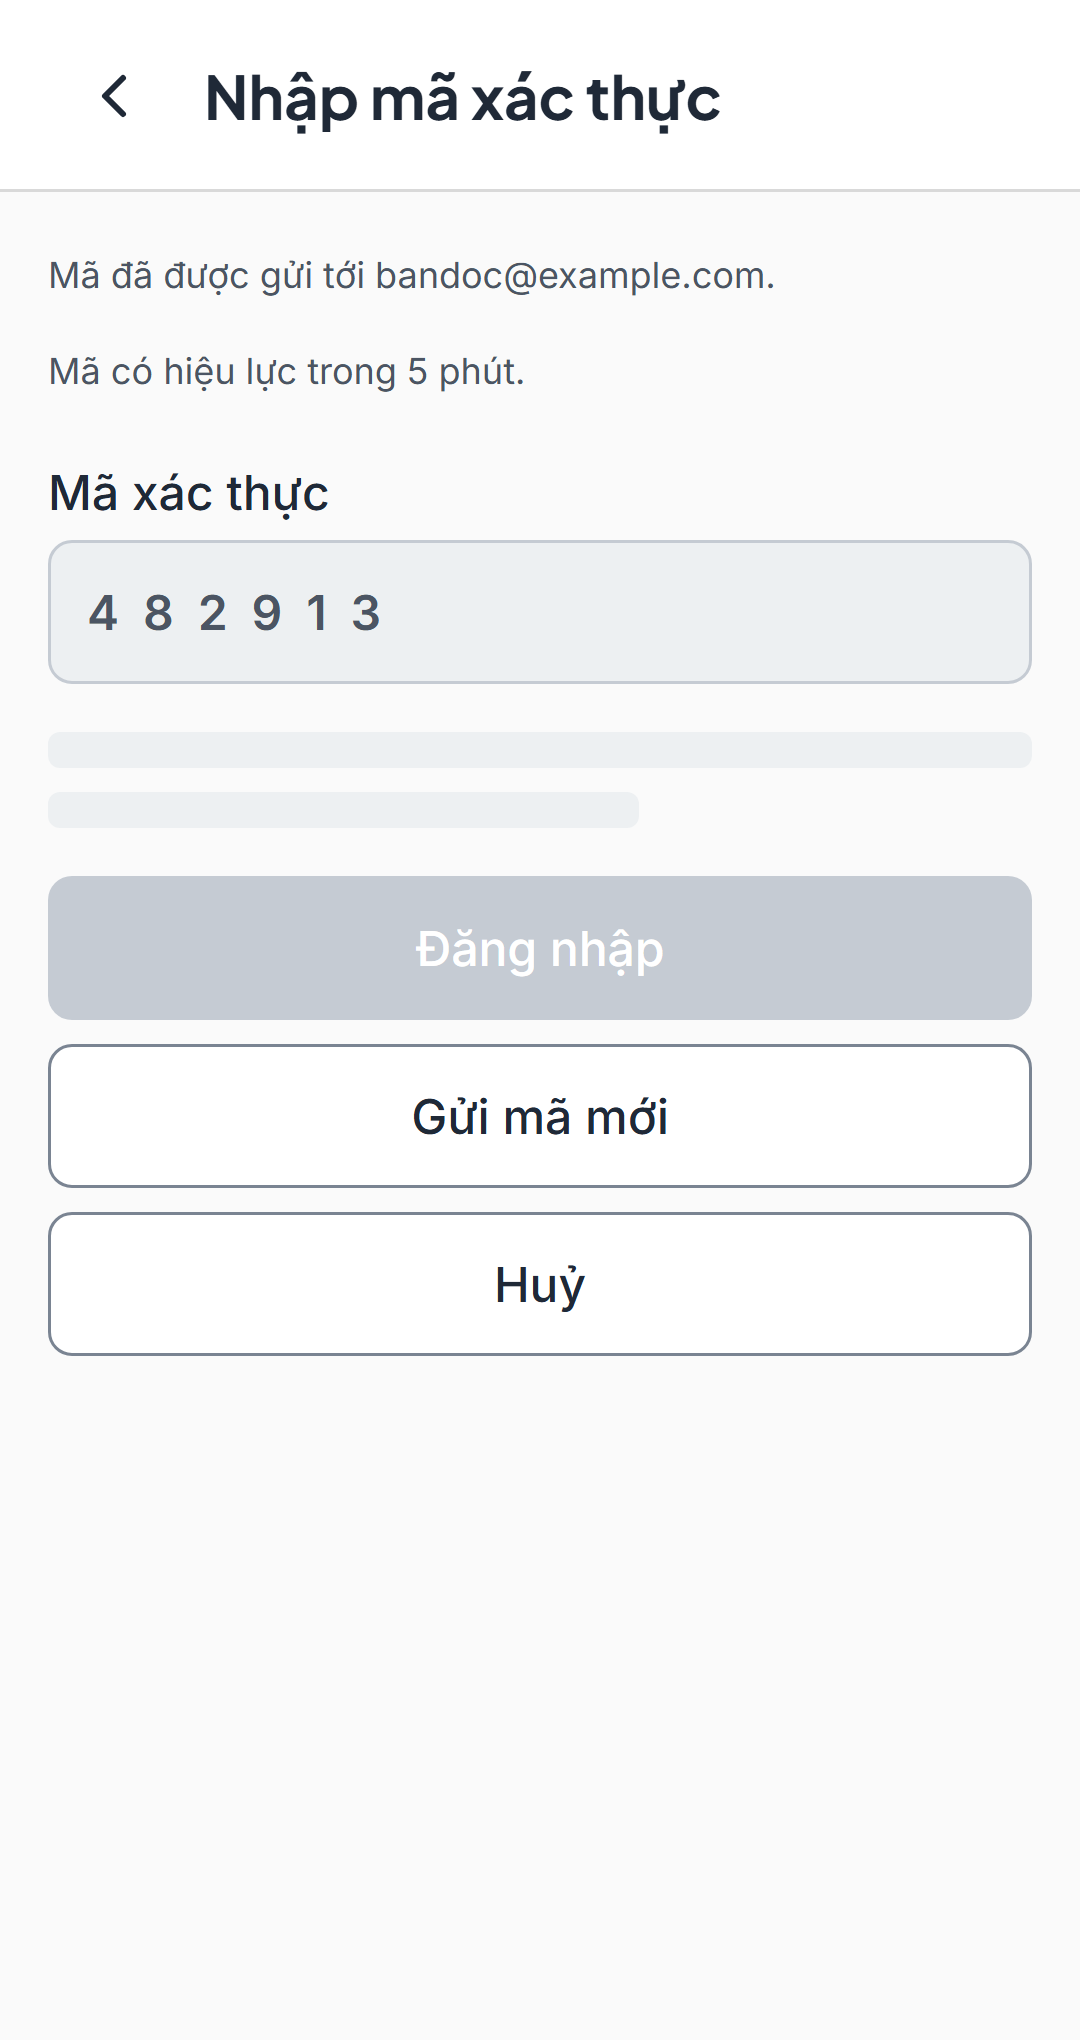 Nhập mã xác thực
Mã đã được gửi tới bandoc@example.com.
Mã có hiệu lực trong 5 phút.
Mã xác thực
4 8 2 9 1 3
Đăng nhập
Gửi mã mới
Huỷ